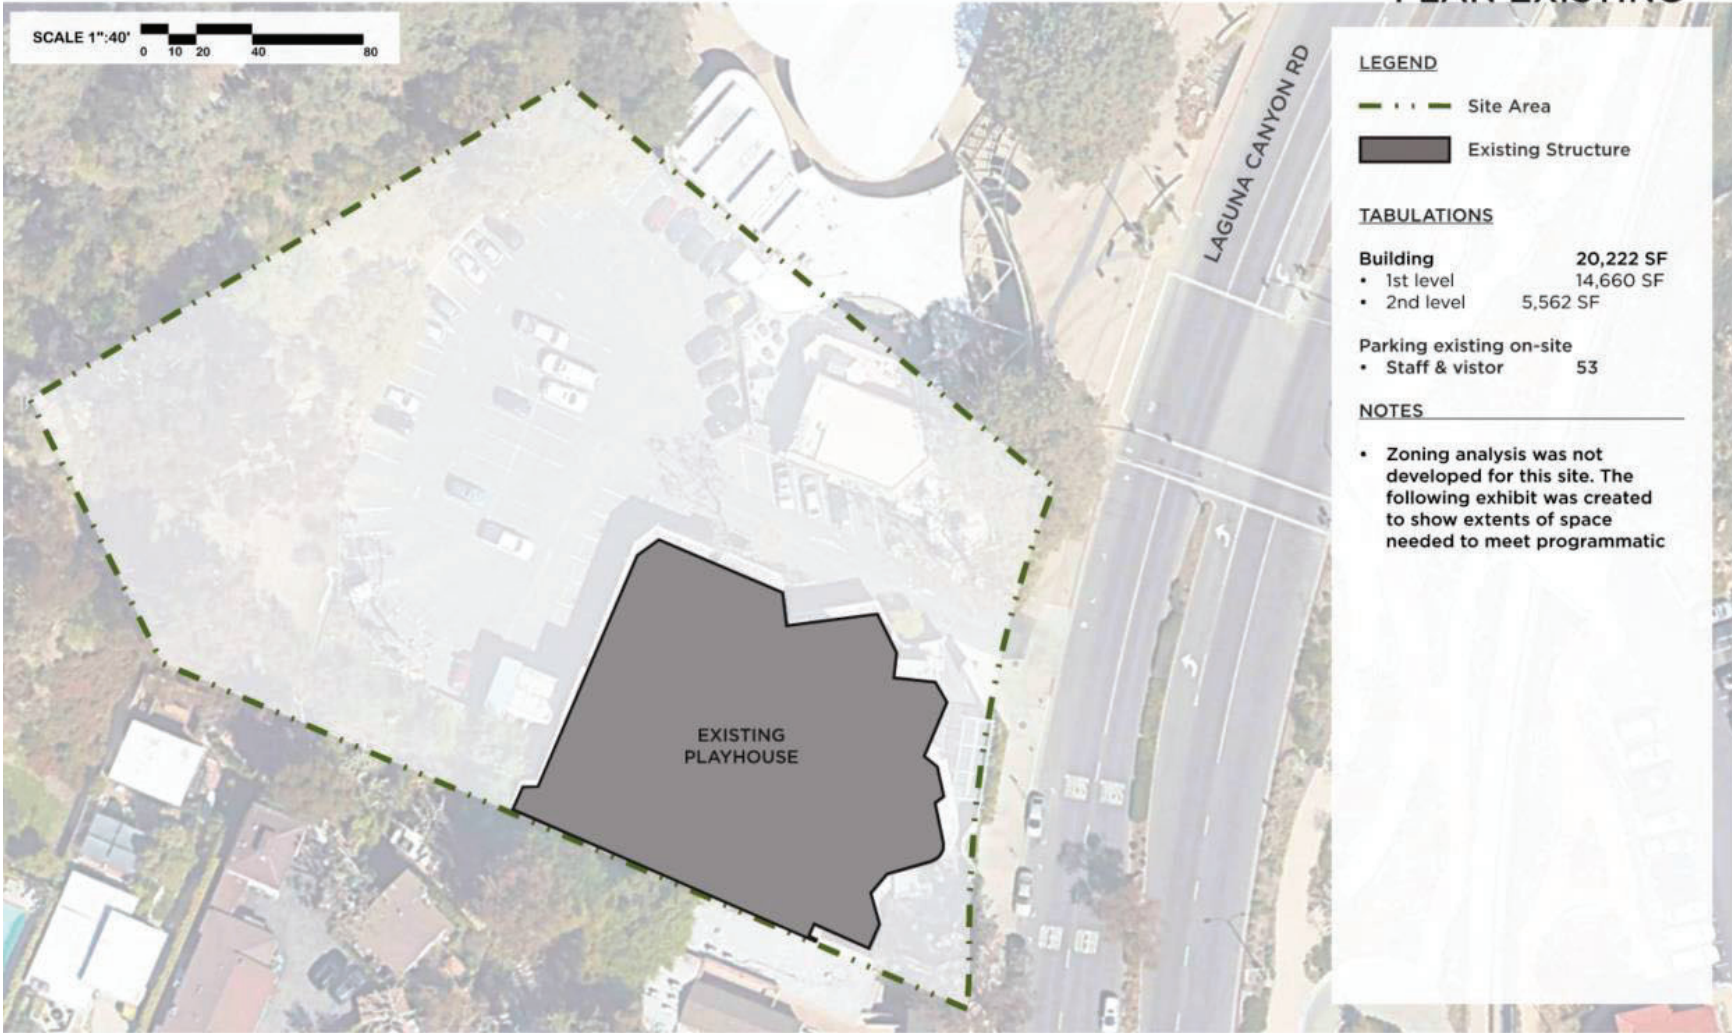 SCALE 1":40'
0 10 20 40 80
PLAN EXISTING
LAGUNA CANYON RD
LEGEND
Site Area
Existing Structure
TABULATIONS
Building 20,222 SF
• 1st level 14,660 SF
• 2nd level 5,562 SF
Parking existing on-site
• Staff & vistor 53
NOTES
• Zoning analysis was not
developed for this site. The
following exhibit was created
to show extents of space
needed to meet programmatic
EXISTING
PLAYHOUSE